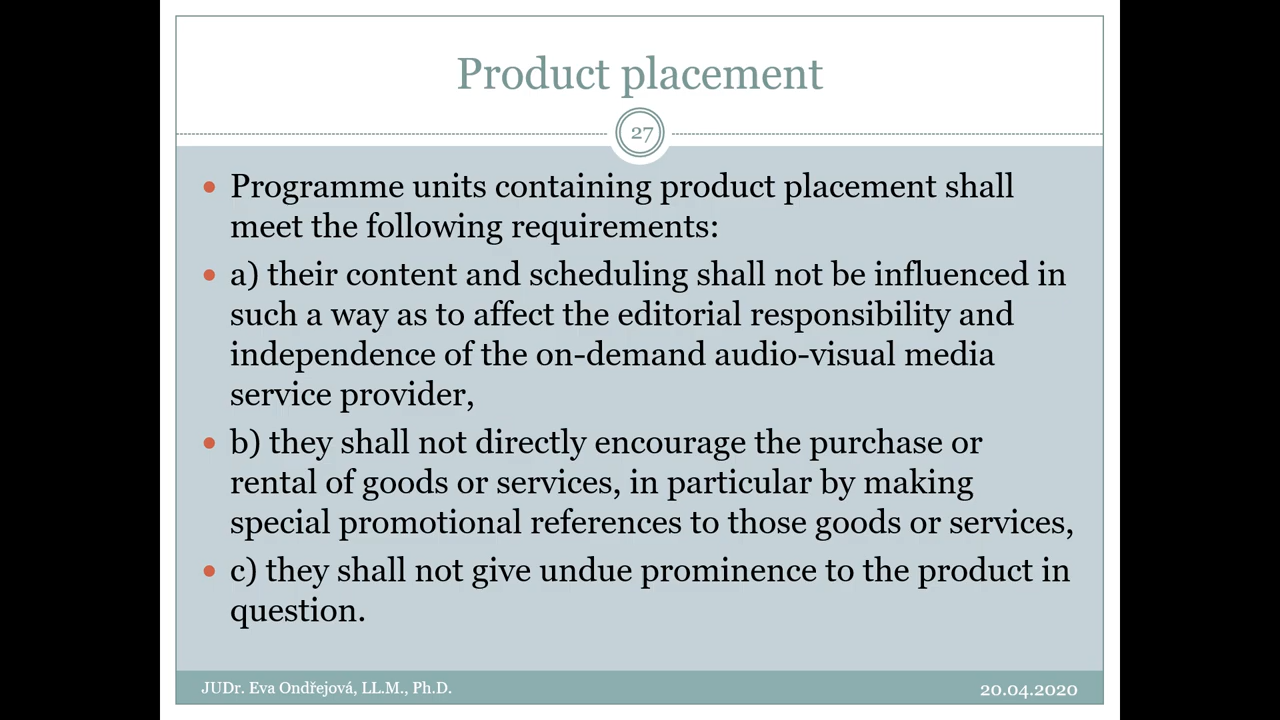 Product placement
27
• Programme units containing product placement shall
meet the following requirements:
• a) their content and scheduling shall not be influenced in
such a way as to affect the editorial responsibility and
independence of the on-demand audio-visual media
service provider,
• b) they shall not directly encourage the purchase or
rental of goods or services, in particular by making
special promotional references to those goods or services,
• c) they shall not give undue prominence to the product in
question.
JUDr. Eva Ondřejová, LL.M., Ph.D.
20.04.2020